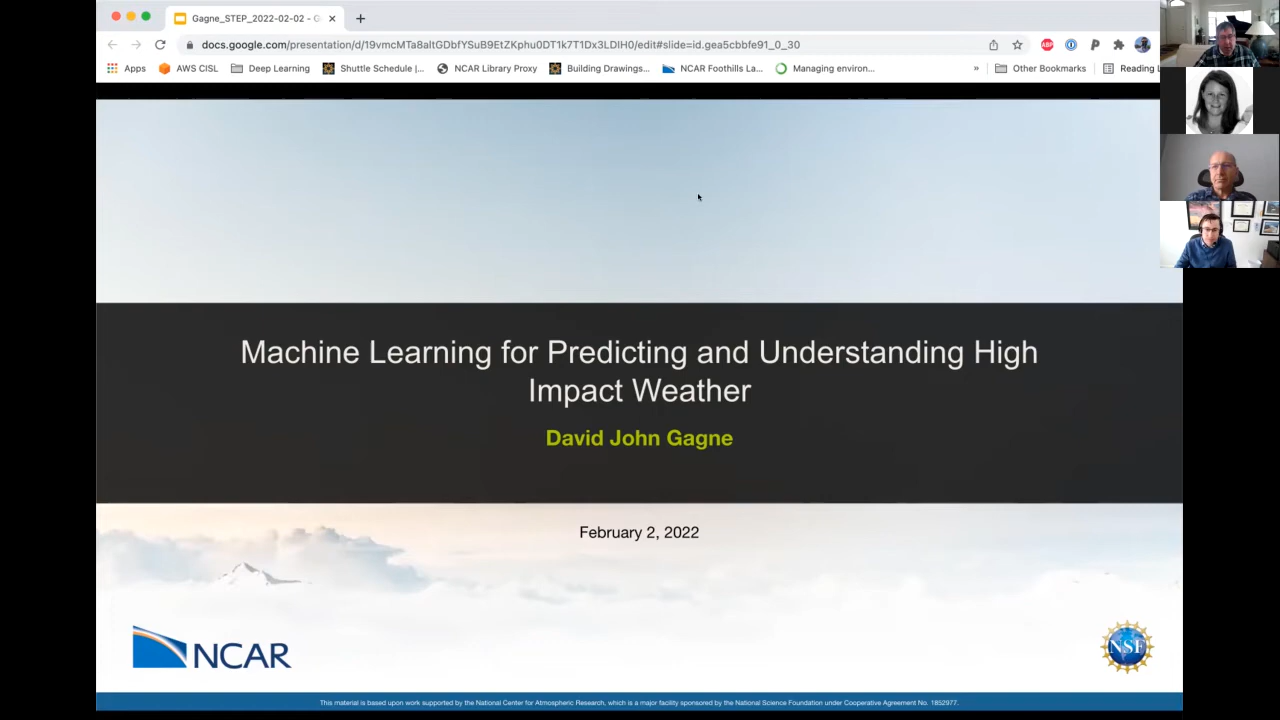 Gagne_STEP_2022-02-02 - G
docs.google.com/presentation/d/19vmcMTa8altGDbfYSuB9EtZKphu0DT1k7T1Dx3LDIH0/edit#slide=id.gea5cbbfe91_0_30
Apps AWS CISL Deep Learning Shuttle Schedule |... NCAR Library Proxy Building Drawings... NCAR Foothills La... Managing environ... » Other Bookmarks Reading L
ABP
Machine Learning for Predicting and Understanding High
Impact Weather
David John Gagne
February 2, 2022
NCAR
NSF
This material is based upon work supported by the National Center for Atmospheric Research, which is a major facility sponsored by the National Science Foundation under Cooperative Agreement No. 1852977.